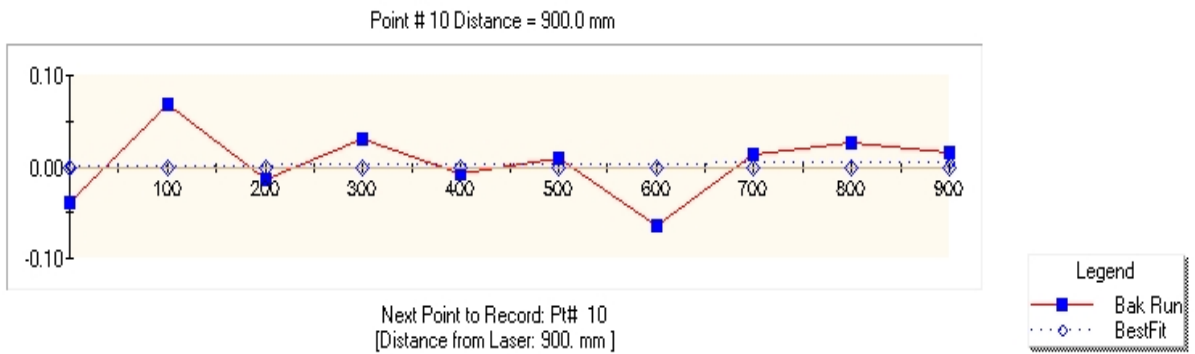 Point # 10 Distance = 900.0 mm
0.10
0.00
-0.10
100 200 300 400 500 600 700 800 900
Next Point to Record: Pt# 10
[Distance from Laser: 900. mm ]
Legend
Bak Run
BestFit